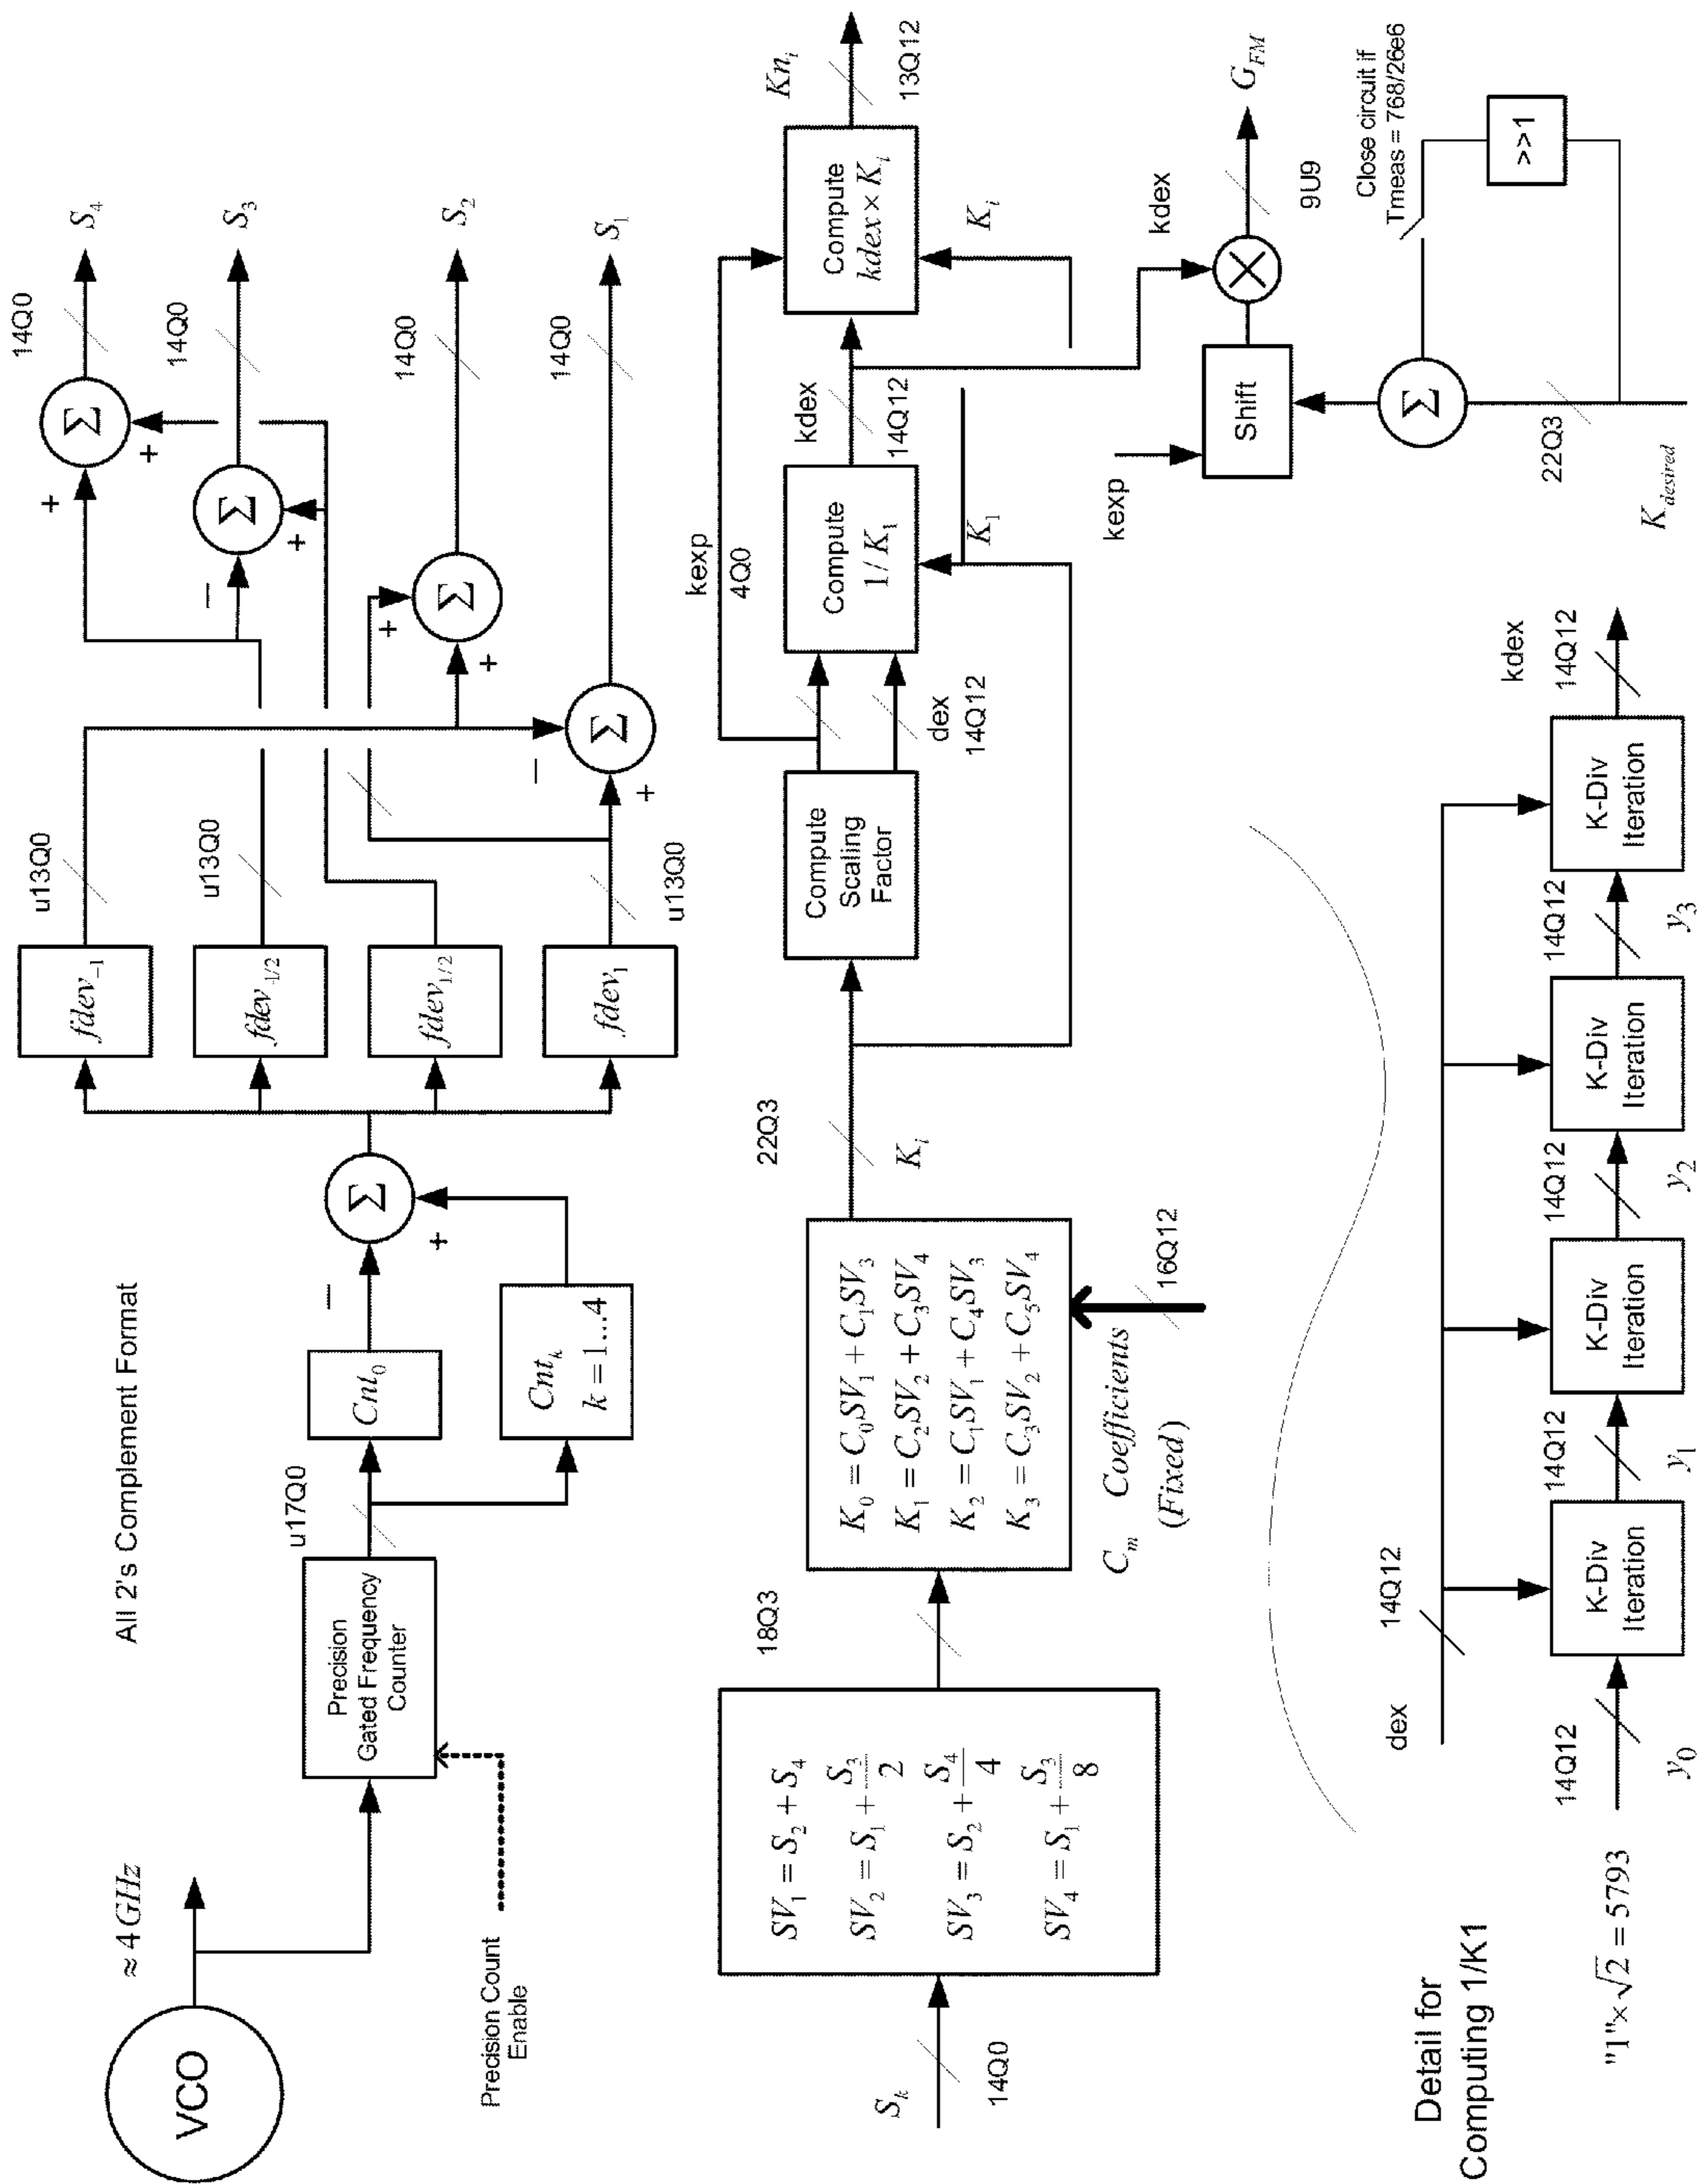 All 2's Complement Format
VCO
≈ 4 GHz
Precision Count
Enable
Precision
Gated Frequency
Counter
u17Q0
Cnt₀
Cntₖ
k = 1...4
−
+
Σ
fdev₋₁
fdev₋₁/₂
fdev₁/₂
fdev₁
u13Q0
u13Q0
u13Q0
+
+
Σ
14Q0
S₄
−
+
Σ
14Q0
S₃
+
+
Σ
14Q0
S₂
−
+
Σ
14Q0
S₁
Sₖ
14Q0
SV₁ = S₂ + S₄
SV₂ = S₁ + S₃/2
SV₃ = S₂ + S₄/4
SV₄ = S₁ + S₃/8
18Q3
K₀ = C₀SV₁ + C₁SV₃
K₁ = C₂SV₂ + C₃SV₄
K₂ = C₁SV₁ + C₄SV₃
K₃ = C₃SV₂ + C₅SV₄
Cₘ Coefficients
(Fixed)
16Q12
22Q3
Kᵢ
Compute
Scaling
Factor
kexp
4Q0
dex
14Q12
Compute
1/K₁
K₁
kdex
14Q12
Compute
kdex × Kᵢ
Kᵢ
Knᵢ
13Q12
kexp
Shift
kdex
G_FM
9U9
Σ
22Q3
K_desired
>>1
Close circuit if
Tmeas = 768/26e6
Detail for
Computing 1/K1
"1"×√2 = 5793
dex
14Q12
14Q12
y₀
K-Div
Iteration
14Q12
y₁
K-Div
Iteration
14Q12
y₂
K-Div
Iteration
14Q12
y₃
K-Div
Iteration
kdex
14Q12